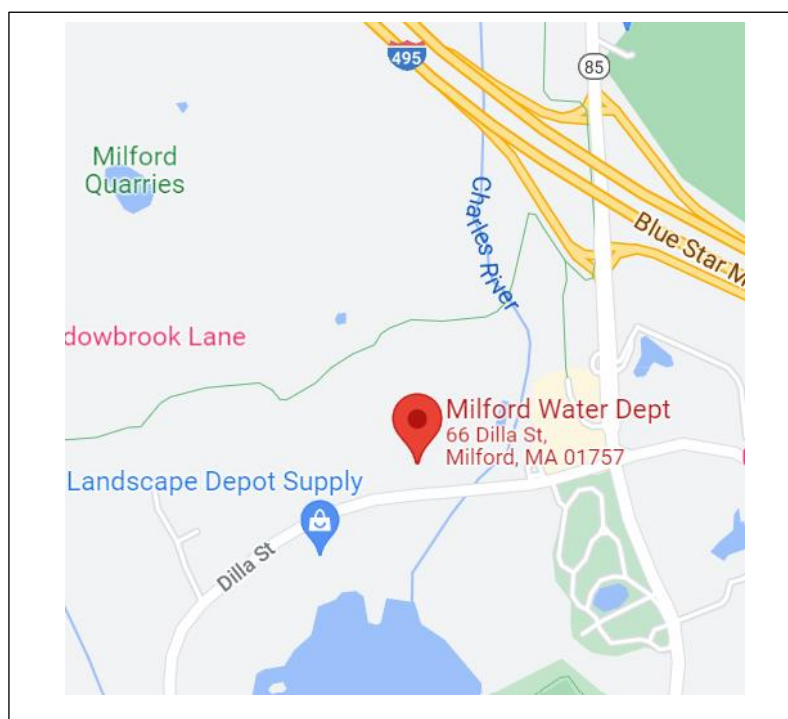 495
85
Milford
Quarries
Charles River
Blue Star M
dowbrook Lane
Milford Water Dept
66 Dilla St,
Milford, MA 01757
Landscape Depot Supply
Dilla St